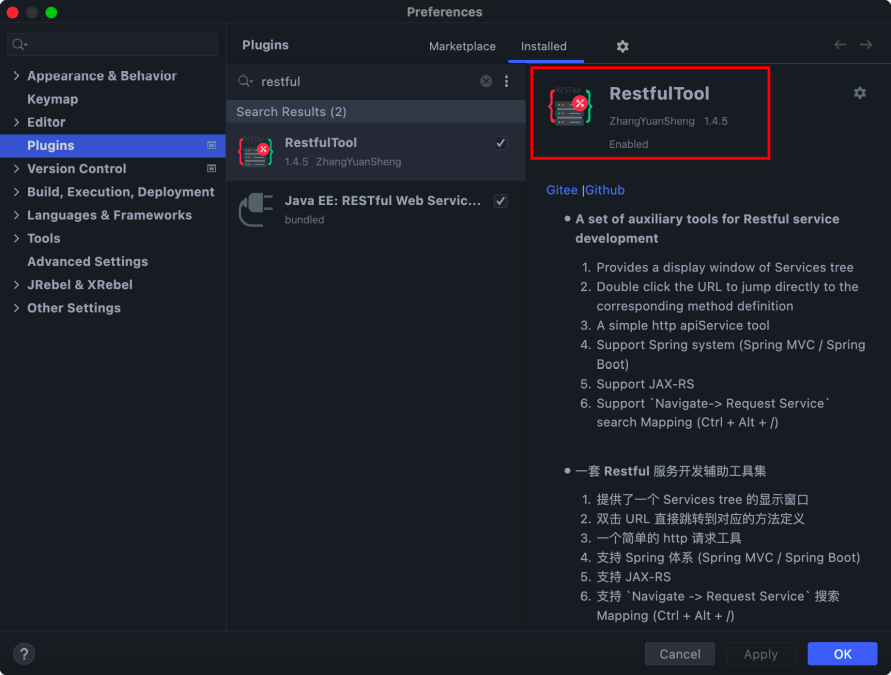 Preferences
Plugins
Marketplace
Installed
Appearance & Behavior
Keymap
Editor
Plugins
Version Control
Build, Execution, Deployment
Languages & Frameworks
Tools
Advanced Settings
JRebel & XRebel
Other Settings
restful
Search Results (2)
RestfulTool
1.4.5 ZhangYuanSheng
Java EE: RESTful Web Servic...
bundled
RESTful
RestfulTool
ZhangYuanSheng 1.4.5
Enabled
Gitee |Github
• A set of auxiliary tools for Restful service
development
1. Provides a display window of Services tree
2. Double click the URL to jump directly to the
corresponding method definition
3. A simple http apiService tool
4. Support Spring system (Spring MVC / Spring
Boot)
5. Support JAX-RS
6. Support `Navigate-> Request Service`
search Mapping (Ctrl + Alt + /)
• 一套 Restful 服务开发辅助工具集
1. 提供了一个 Services tree 的显示窗口
2. 双击 URL 直接跳转到对应的方法定义
3. 一个简单的 http 请求工具
4. 支持 Spring 体系 (Spring MVC / Spring Boot)
5. 支持 JAX-RS
6. 支持 `Navigate -> Request Service` 搜索
Mapping (Ctrl + Alt + /)
?
Cancel
Apply
OK